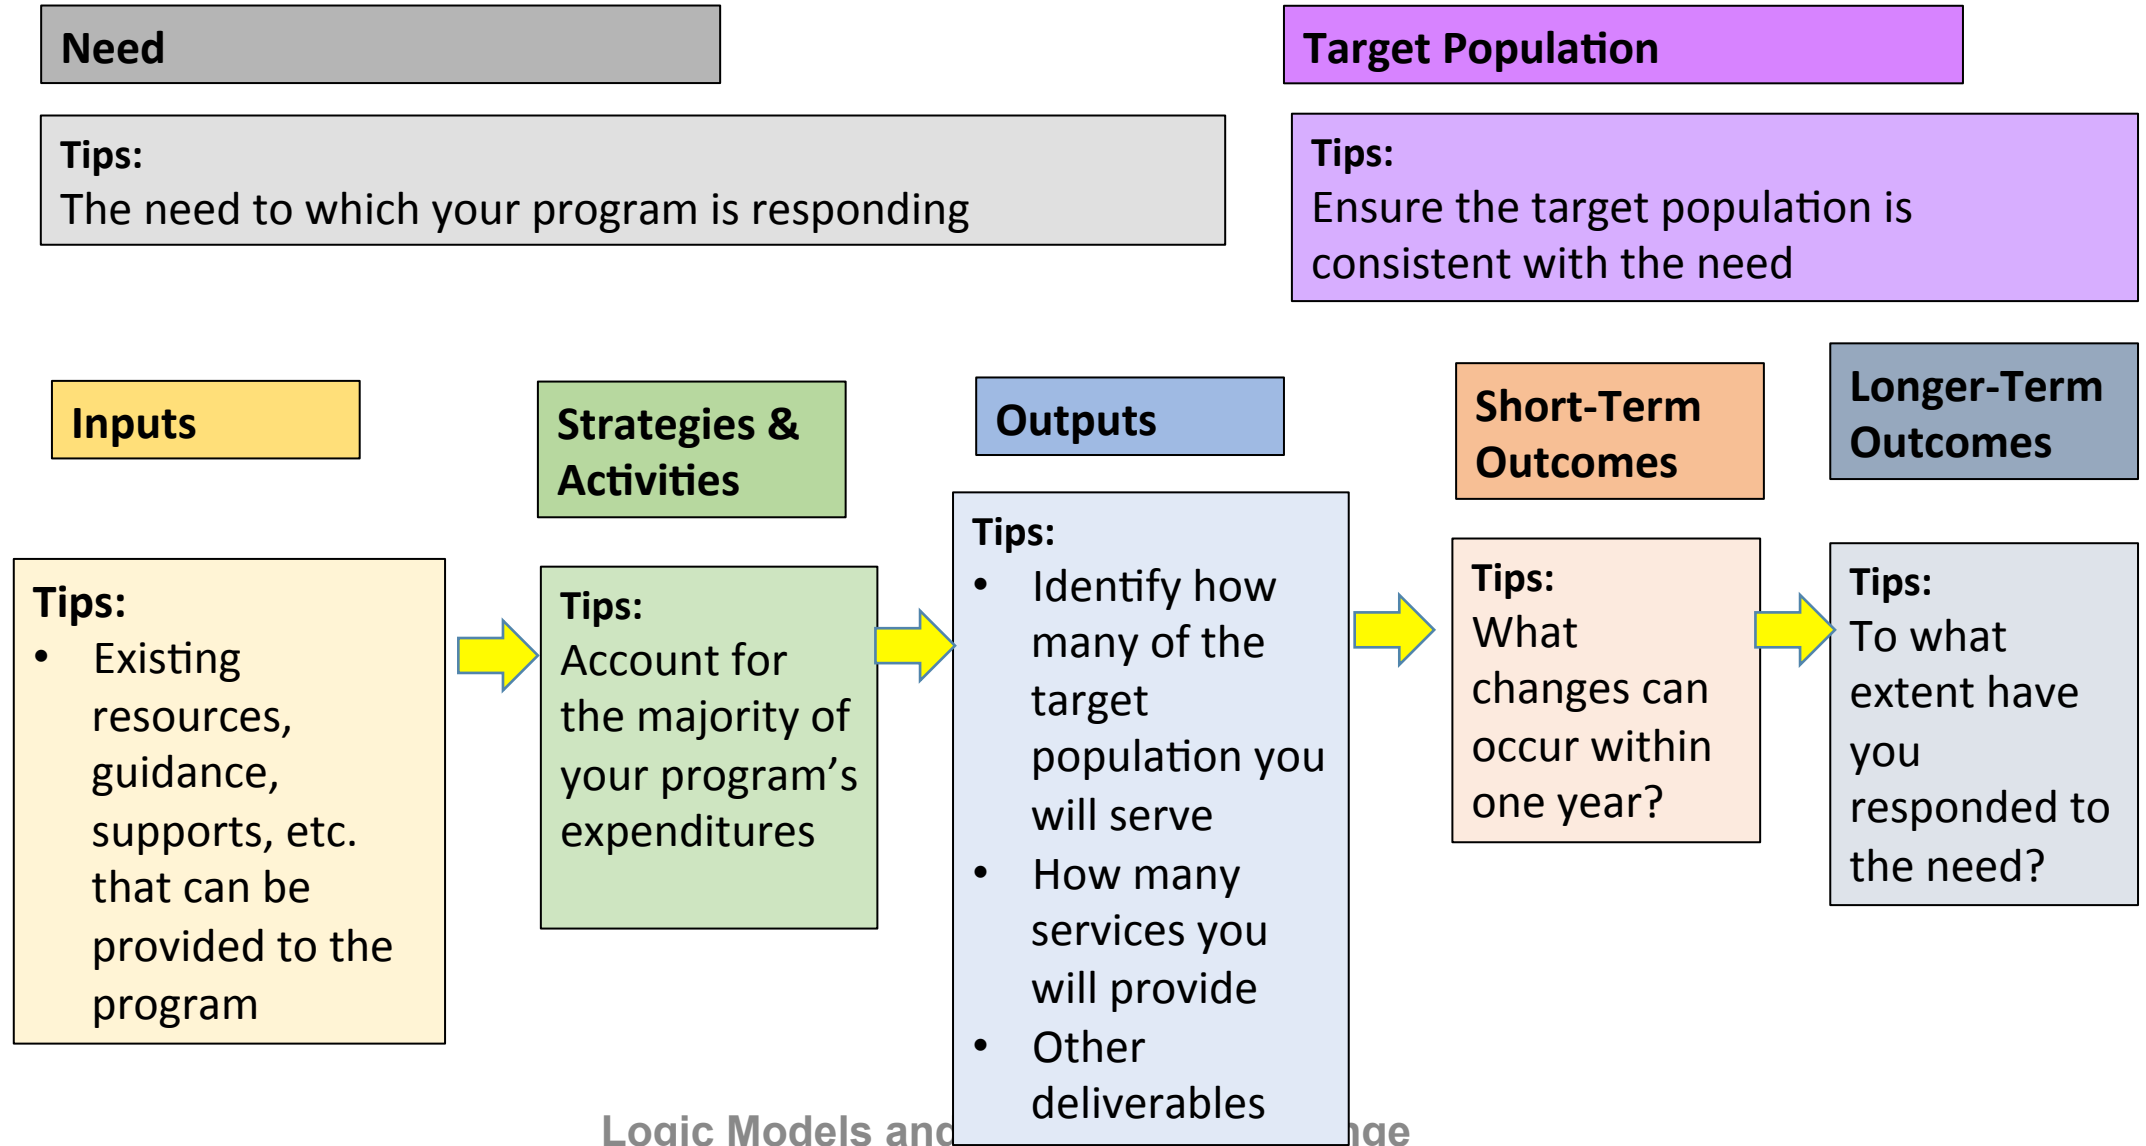 Need
Target Population
Tips:
The need to which your program is responding
Tips:
Ensure the target population is
consistent with the need
Inputs
Strategies &
Activities
Outputs
Short-Term
Outcomes
Longer-Term
Outcomes
Tips:
• Existing
resources,
guidance,
supports, etc.
that can be
provided to the
program
Tips:
Account for
the majority of
your program’s
expenditures
Tips:
• Identify how
many of the
target
population you
will serve
• How many
services you
will provide
• Other
deliverables
Tips:
What
changes can
occur within
one year?
Tips:
To what
extent have
you
responded to
the need?
Logic Models and